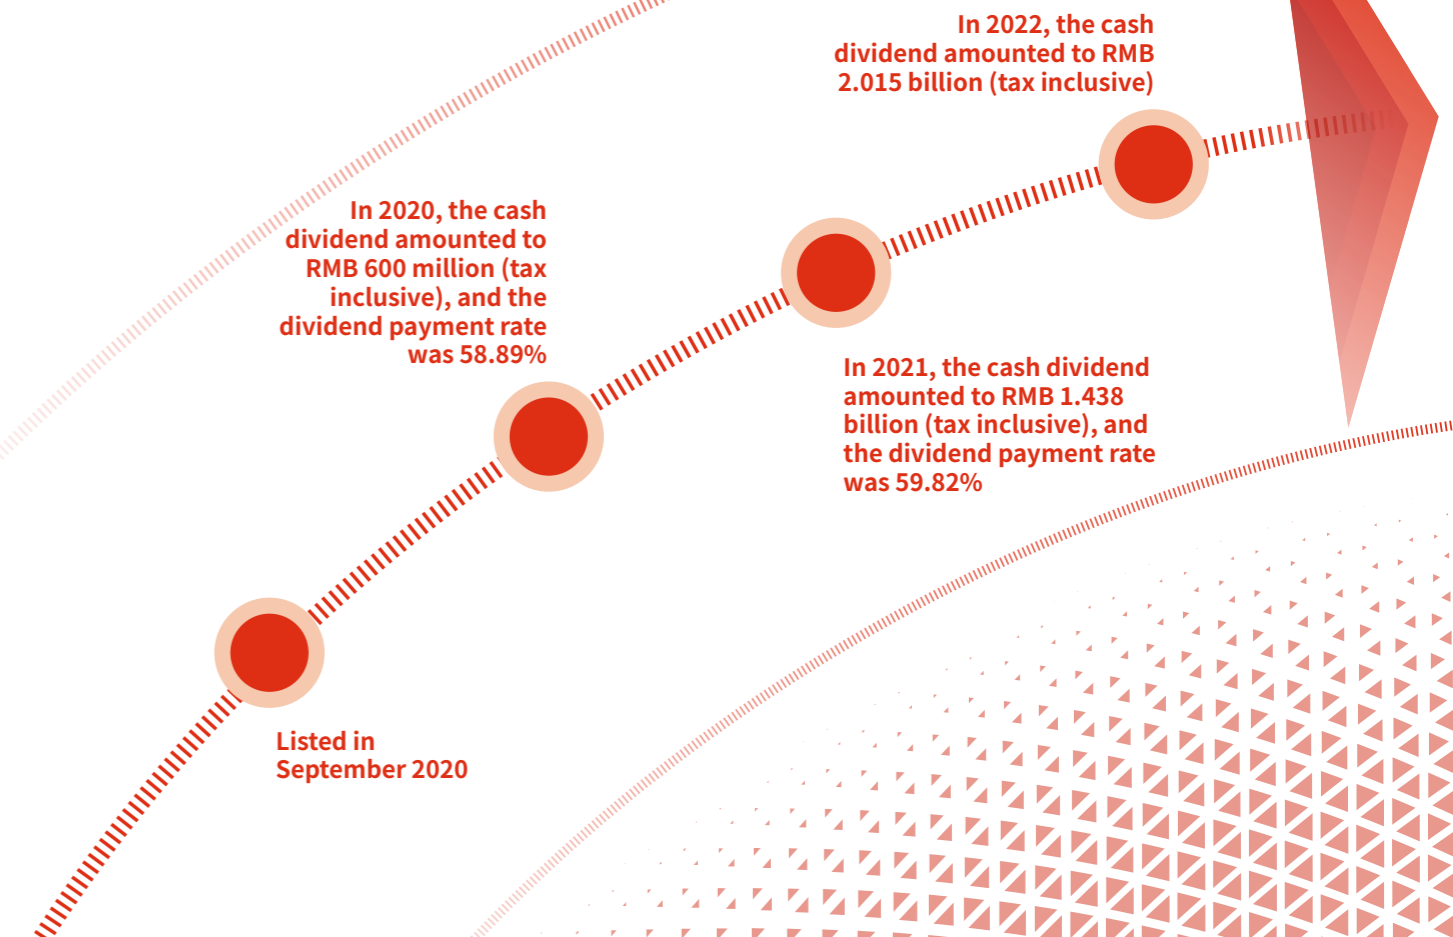 In 2022, the cash
dividend amounted to RMB
2.015 billion (tax inclusive)
In 2020, the cash
dividend amounted to
RMB 600 million (tax
inclusive), and the
dividend payment rate
was 58.89%
In 2021, the cash dividend
amounted to RMB 1.438
billion (tax inclusive), and
the dividend payment rate
was 59.82%
Listed in
September 2020